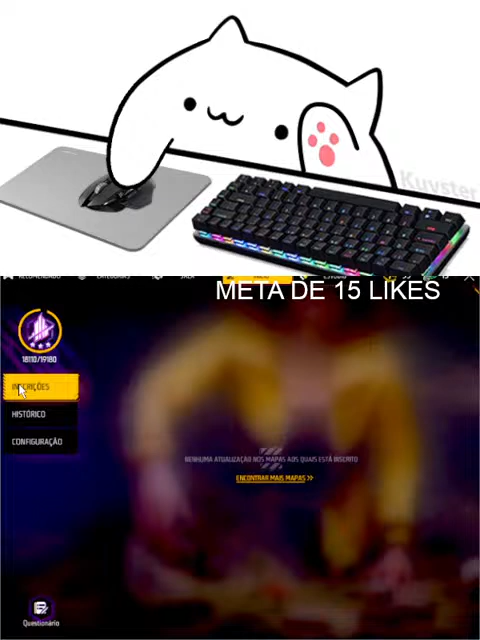 Kuvster
META DE 15 LIKES
18110/19180
INSCRIÇÕES
HISTÓRICO
CONFIGURAÇÃO
NENHUMA ATUALIZAÇÃO NOS MAPAS AOS QUAIS ESTÁ INSCRITO
ENCONTRAR MAIS MAPAS >>
Questionário